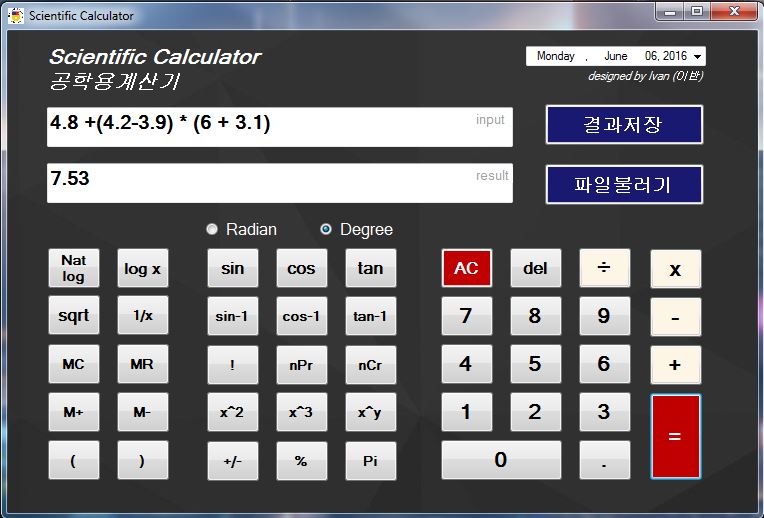 Scientific Calculator
Scientific Calculator
공학용계산기
Monday , June 06, 2016
designed by Ivan (이반)
4.8 +(4.2-3.9) * (6 + 3.1)
input
결과저장
7.53
result
파일불러기
Radian
Degree
Nat log
log x
sin
cos
tan
AC
del
÷
x
sqrt
1/x
sin-1
cos-1
tan-1
7
8
9
-
MC
MR
!
nPr
nCr
4
5
6
+
M+
M-
x^2
x^3
x^y
1
2
3
=
(
)
+/-
%
Pi
0
.